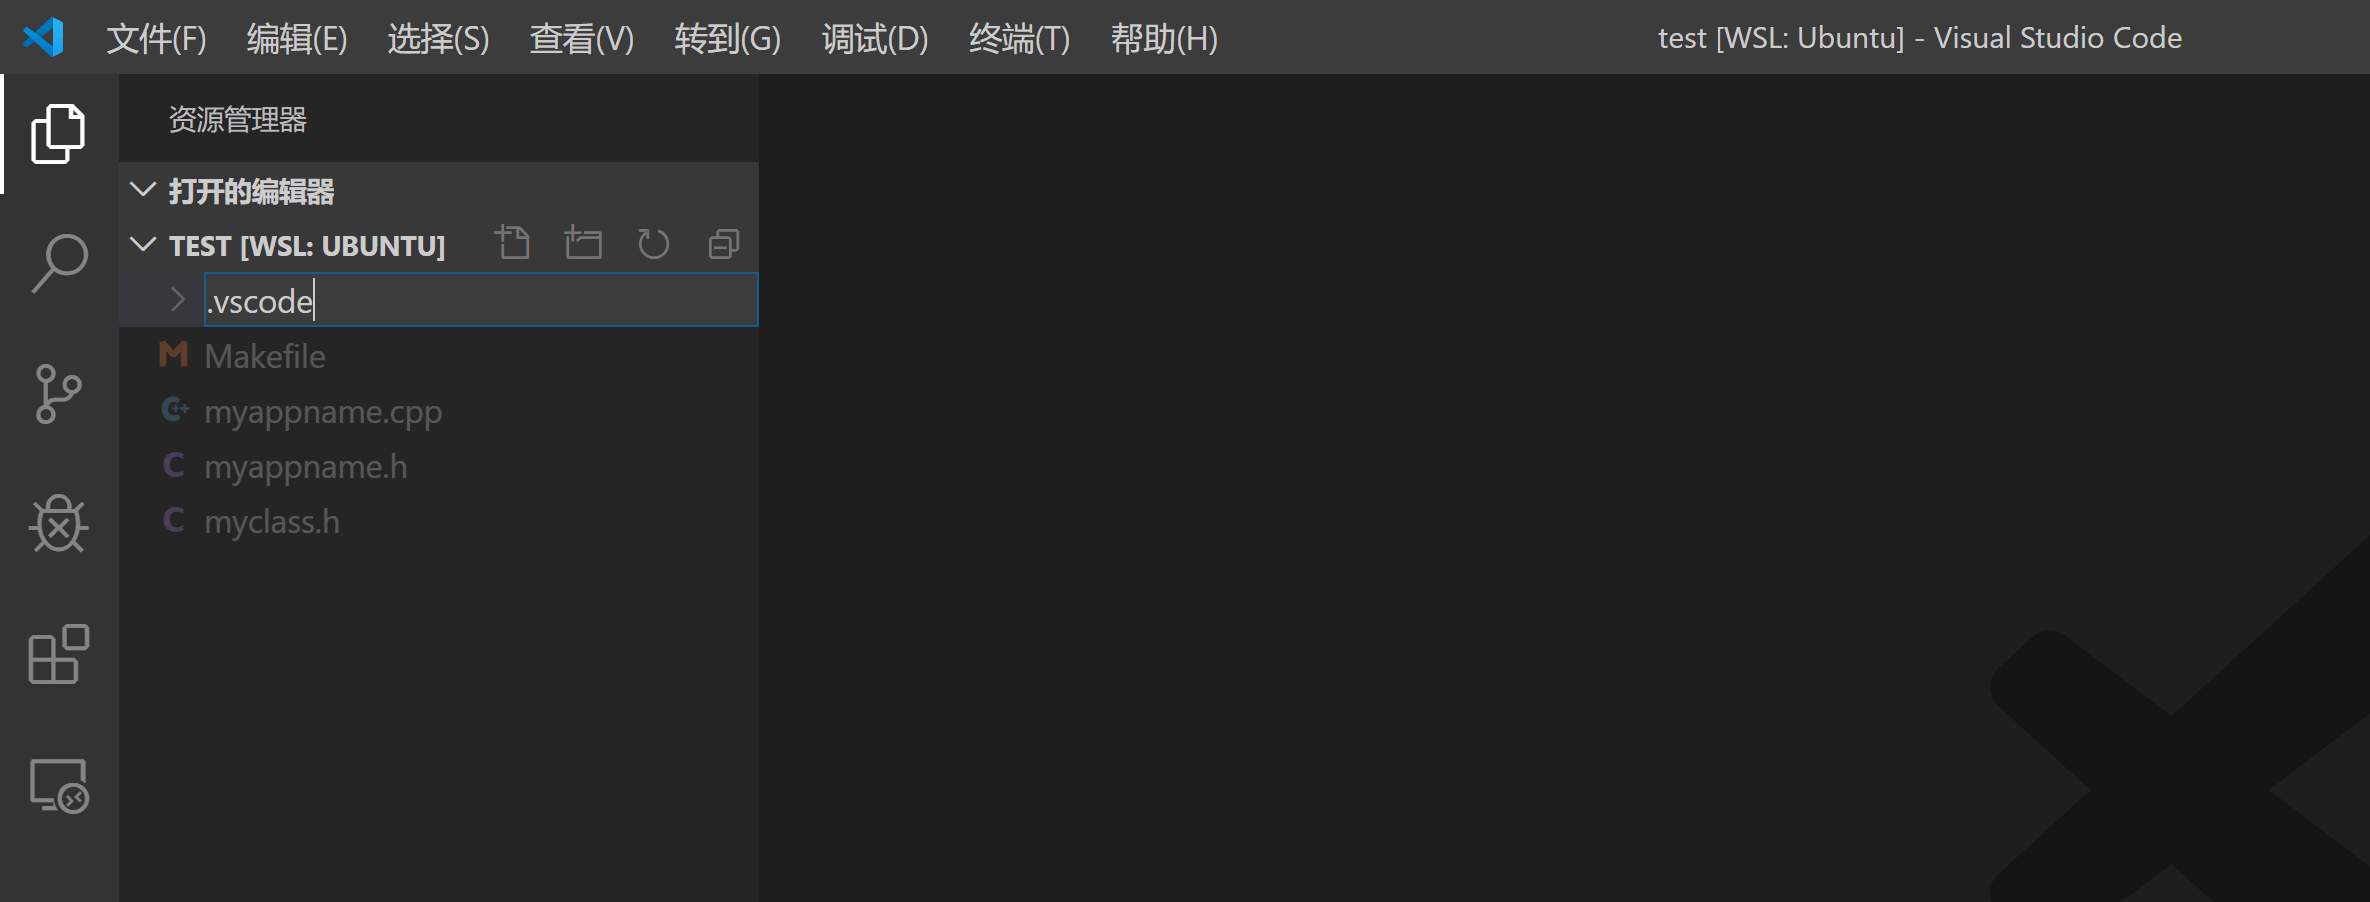 文件(F) 编辑(E) 选择(S) 查看(V) 转到(G) 调试(D) 终端(T) 帮助(H) test [WSL: Ubuntu] - Visual Studio Code
资源管理器
打开的编辑器
TEST [WSL: UBUNTU]
.vscode
Makefile
myappname.cpp
myappname.h
myclass.h